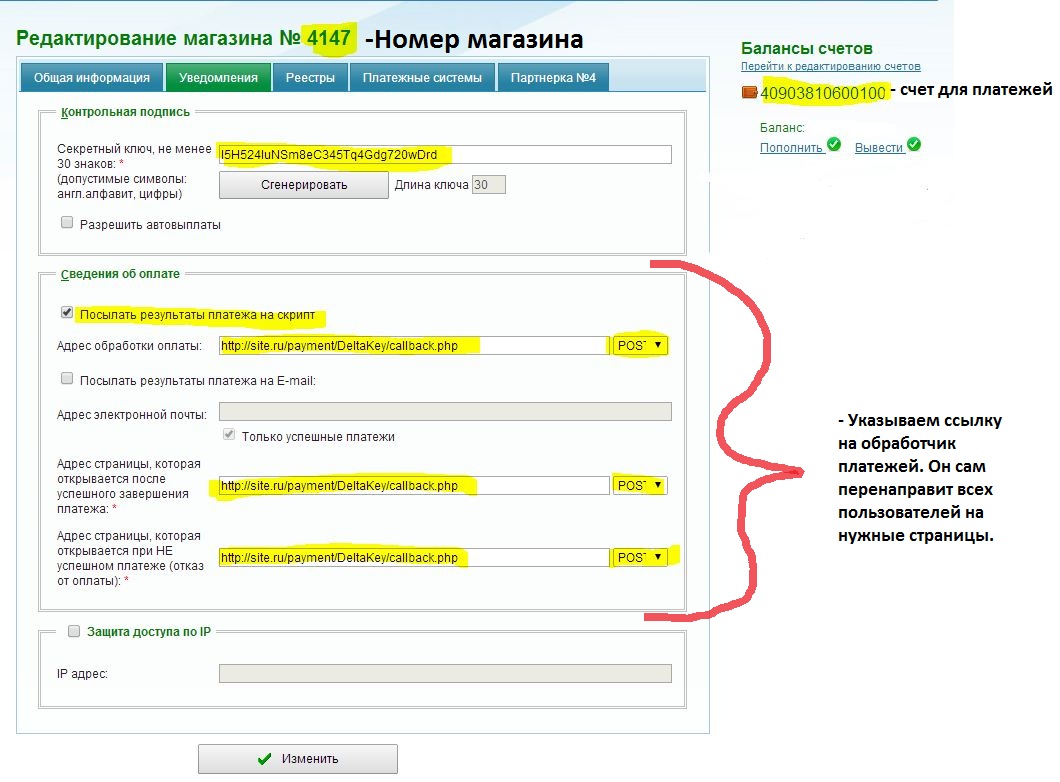 Редактирование магазина № 4147 -Номер магазина
Общая информация
Уведомления
Реестры
Платежные системы
Партнерка №4
Балансы счетов
Перейти к редактированию счетов
40903810600100 - счет для платежей
Баланс:
Пополнить
Вывести
Контрольная подпись
Секретный ключ, не менее
30 знаков: *
(допустимые символы:
англ.алфавит, цифры)
I5H524IuNSm8eC345Tq4Gdg720wDrd
Сгенерировать
Длина ключа 30
Разрешить автовыплаты
Сведения об оплате
Посылать результаты платежа на скрипт
Адрес обработки оплаты:
http://site.ru/payment/DeltaKey/callback.php
POST
Посылать результаты платежа на E-mail:
Адрес электронной почты:
Только успешные платежи
Адрес страницы, которая
открывается после
успешного завершения
платежа: *
http://site.ru/payment/DeltaKey/callback.php
POST
Адрес страницы, которая
открывается при НЕ
успешном платеже (отказ
от оплаты): *
http://site.ru/payment/DeltaKey/callback.php
POST
- Указываем ссылку
на обработчик
платежей. Он сам
перенаправит всех
пользователей на
нужные страницы.
Защита доступа по IP
IP адрес:
Изменить